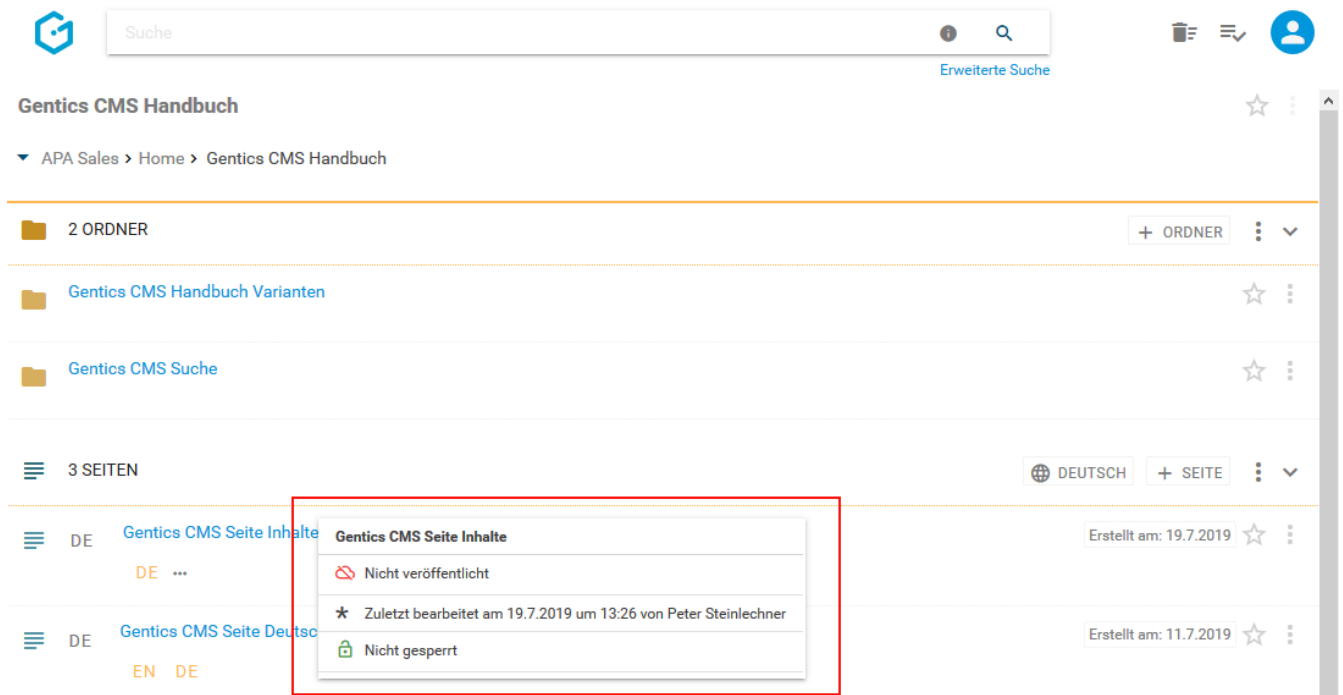 Suche
Erweiterte Suche
Gentics CMS Handbuch
APA Sales > Home > Gentics CMS Handbuch
2 ORDNER
+ ORDNER
Gentics CMS Handbuch Varianten
Gentics CMS Suche
3 SEITEN
DEUTSCH
+ SEITE
DE
Gentics CMS Seite Inhalte
Erstellt am: 19.7.2019
DE ...
Gentics CMS Seite Inhalte
Nicht veröffentlicht
* Zuletzt bearbeitet am 19.7.2019 um 13:26 von Peter Steinlechner
Nicht gesperrt
DE
Gentics CMS Seite Deutsc
Erstellt am: 11.7.2019
EN DE